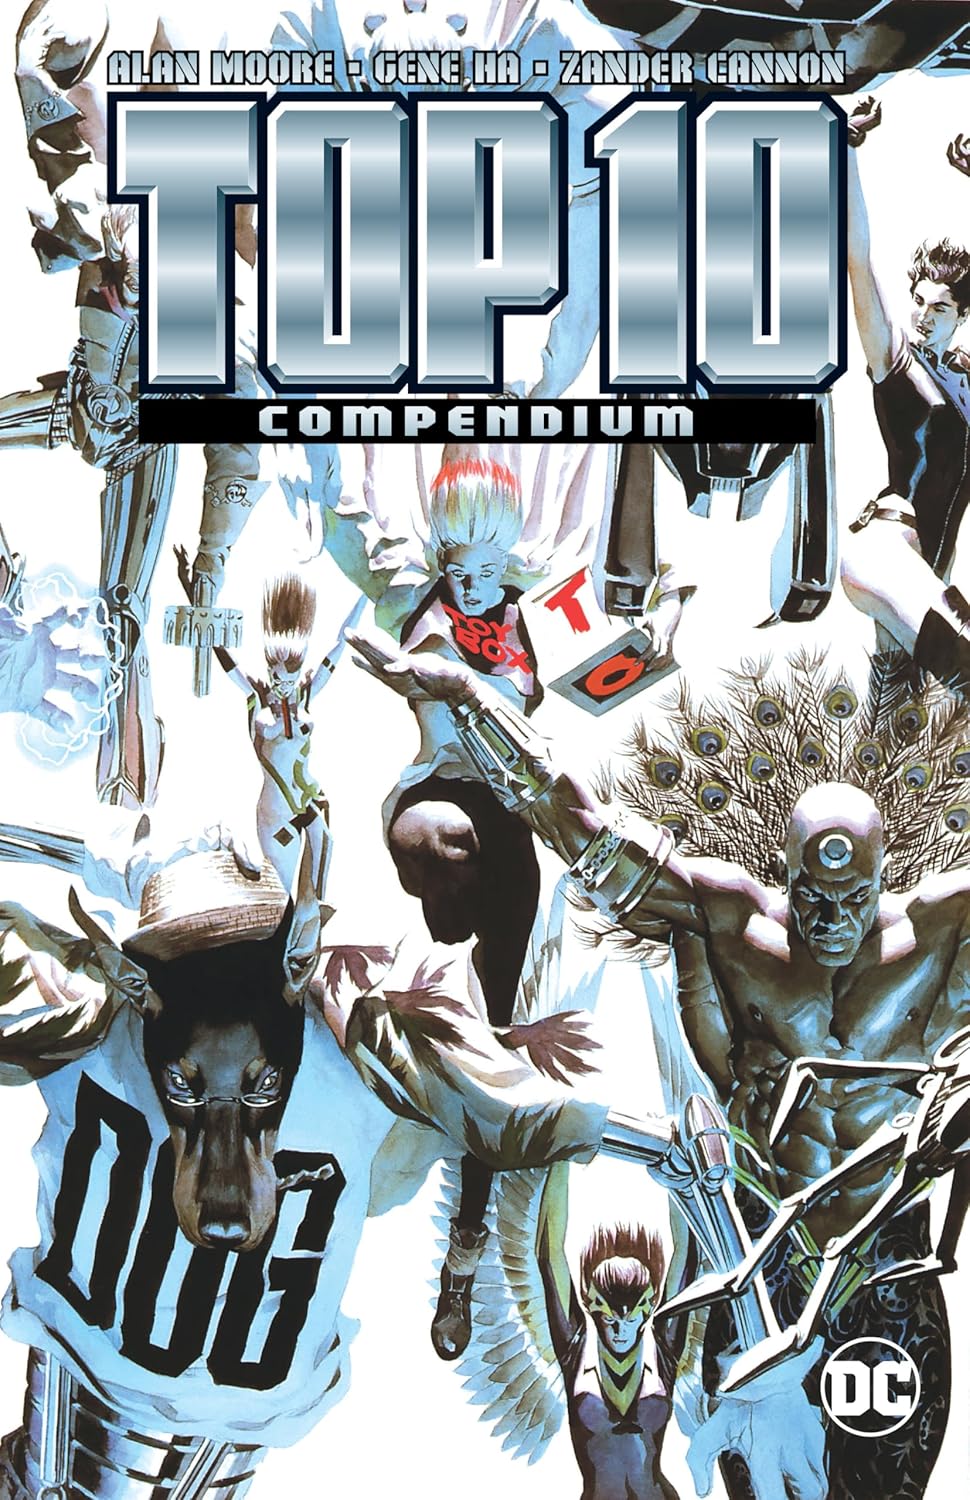 ALAN MOORE · GENE HA · ZANDER CANNON
TOP 10
COMPENDIUM
TOY
BOX
T
C
DOG
DC